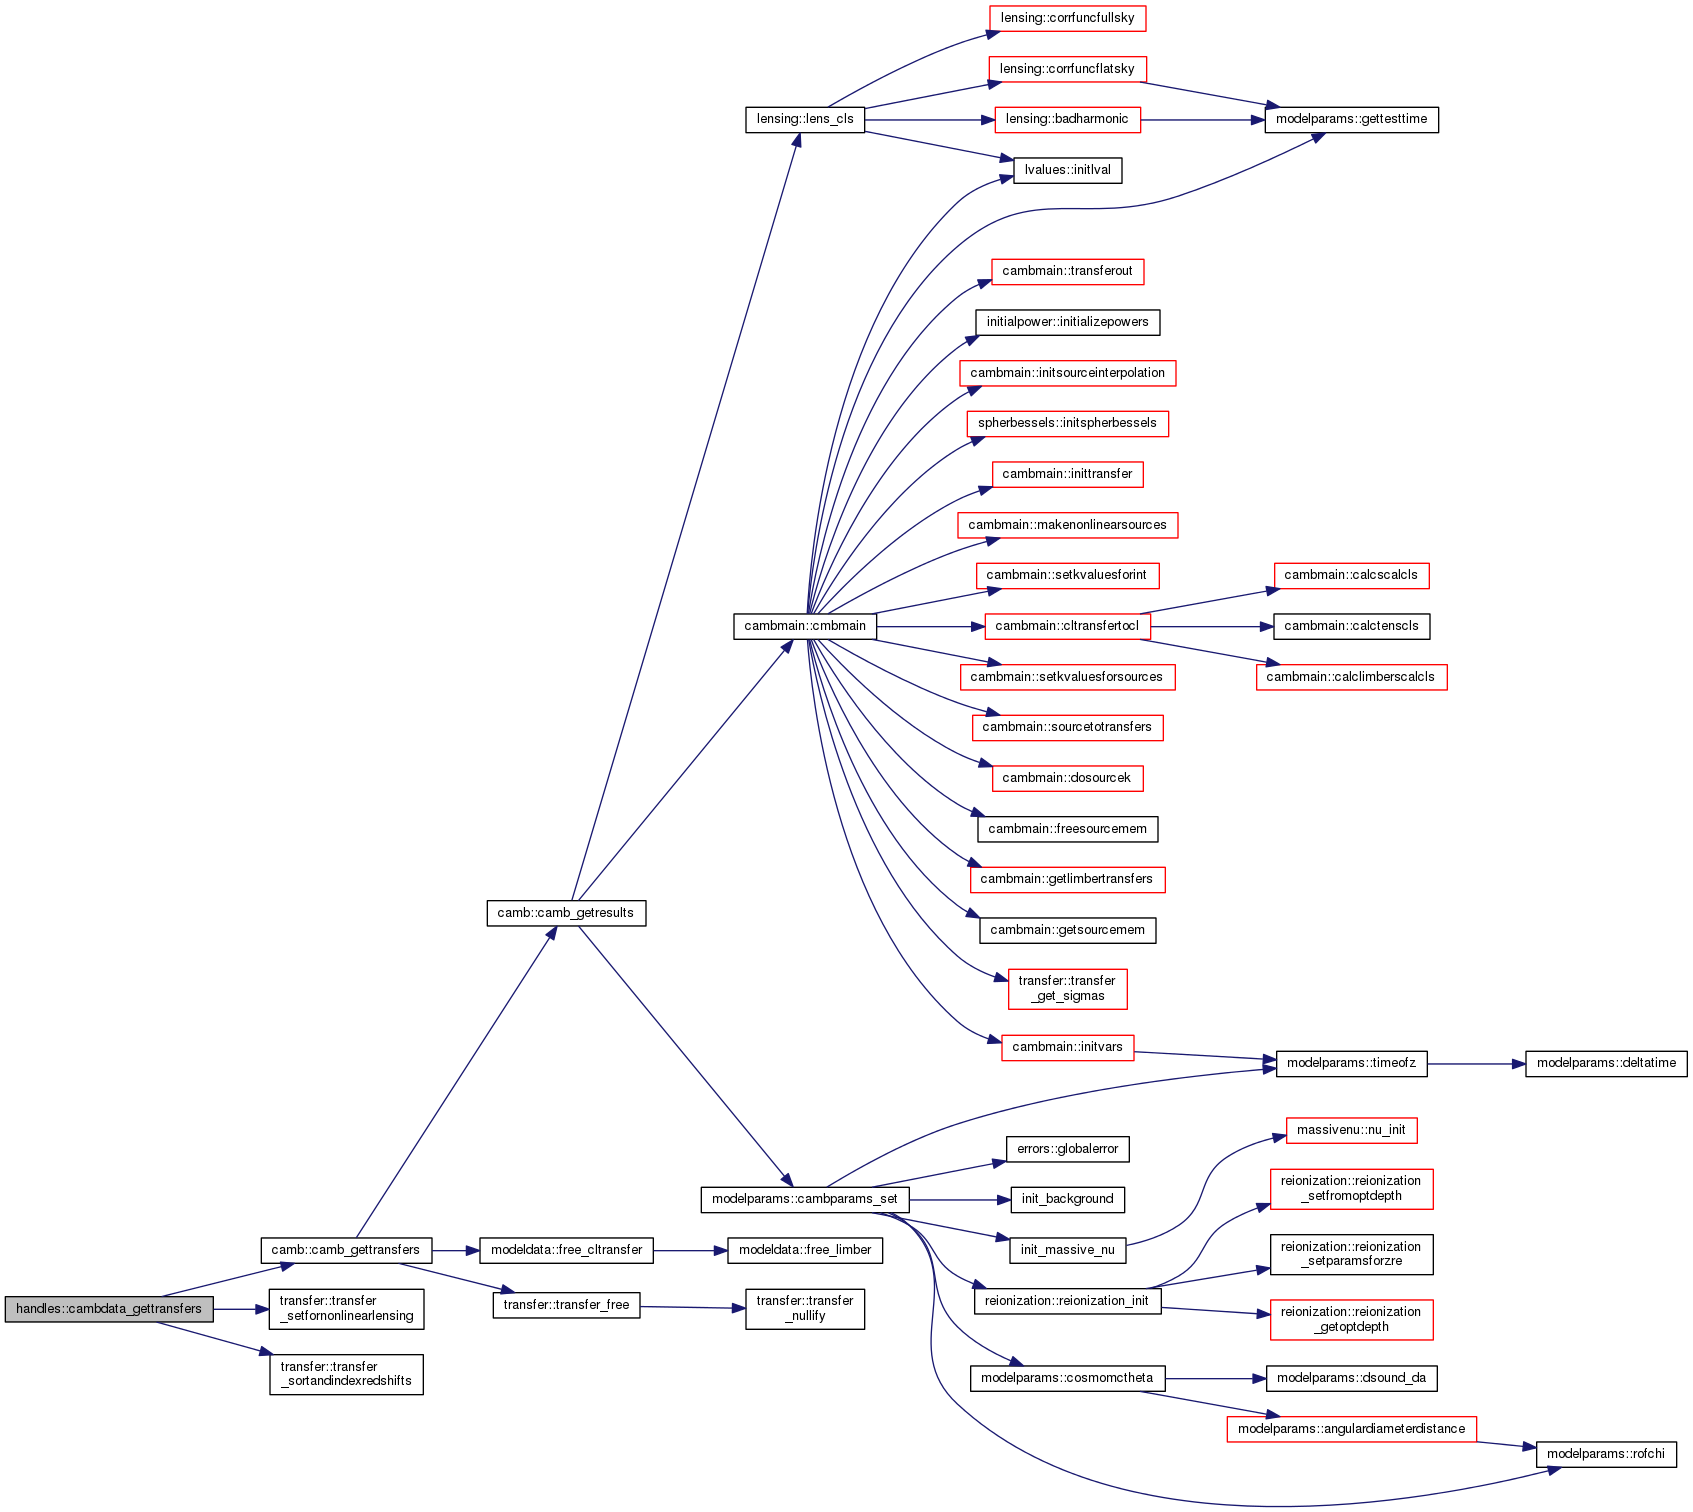 lensing::corrfuncfullsky
lensing::corrfuncflatsky
lensing::lens_cls
lensing::badharmonic
modelparams::gettesttime
lvalues::initlval
cambmain::transferout
initialpower::initializepowers
cambmain::initsourceinterpolation
spherbessels::initspherbessels
cambmain::inittransfer
cambmain::makenonlinearsources
cambmain::setkvaluesforint
cambmain::calcscalcls
cambmain::cmbmain
cambmain::cltransfertocl
cambmain::calctenscls
cambmain::setkvaluesforsources
cambmain::calclimberscalcls
cambmain::sourcetotransfers
cambmain::dosourcek
cambmain::freesourcemem
cambmain::getlimbertransfers
camb::camb_getresults
cambmain::getsourcemem
transfer::transfer
_get_sigmas
cambmain::initvars
modelparams::timeofz
modelparams::deltatime
massivenu::nu_init
errors::globalerror
reionization::reionization
_setfromoptdepth
modelparams::cambparams_set
init_background
camb::camb_gettransfers
modeldata::free_cltransfer
modeldata::free_limber
init_massive_nu
reionization::reionization
_setparamsforzre
handles::cambdata_gettransfers
transfer::transfer
_setfornonlinearlensing
transfer::transfer_free
transfer::transfer
_nullify
reionization::reionization_init
reionization::reionization
_getoptdepth
transfer::transfer
_sortandindexredshifts
modelparams::cosmomctheta
modelparams::dsound_da
modelparams::angulardiameterdistance
modelparams::rofchi